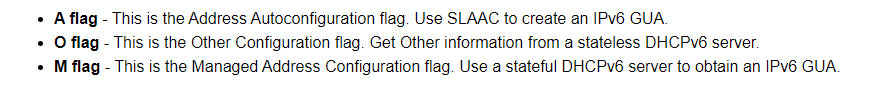 • A flag - This is the Address Autoconfiguration flag. Use SLAAC to create an IPv6 GUA.
• O flag - This is the Other Configuration flag. Get Other information from a stateless DHCPv6 server.
• M flag - This is the Managed Address Configuration flag. Use a stateful DHCPv6 server to obtain an IPv6 GUA.